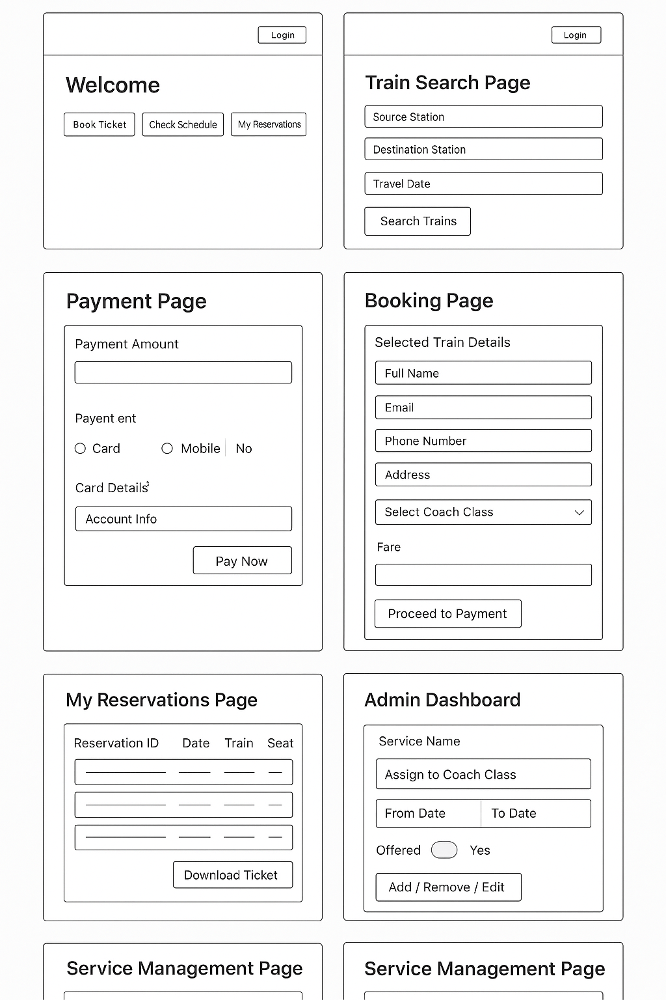 Login
Welcome
Book Ticket
Check Schedule
My Reservations
Login
Train Search Page
Source Station
Destination Station
Travel Date
Search Trains
Payment Page
Payment Amount
Payent ent
Card
Mobile
No
Card Details
Account Info
Pay Now
Booking Page
Selected Train Details
Full Name
Email
Phone Number
Address
Select Coach Class
Fare
Proceed to Payment
My Reservations Page
Reservation ID Date Train Seat
Download Ticket
Admin Dashboard
Service Name
Assign to Coach Class
From Date
To Date
Offered
Yes
Add / Remove / Edit
Service Management Page
Service Management Page